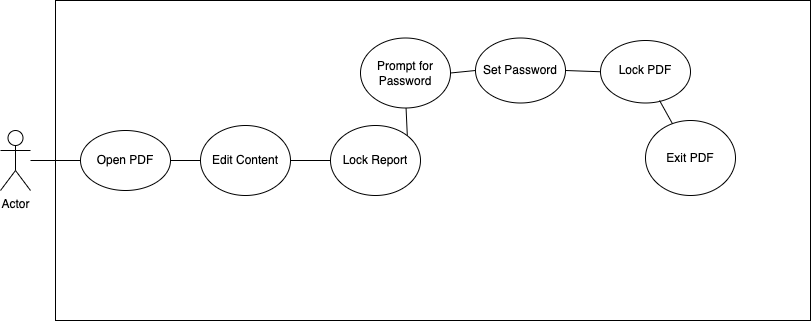 Actor
Open PDF
Edit Content
Lock Report
Prompt for
Password
Set Password
Lock PDF
Exit PDF